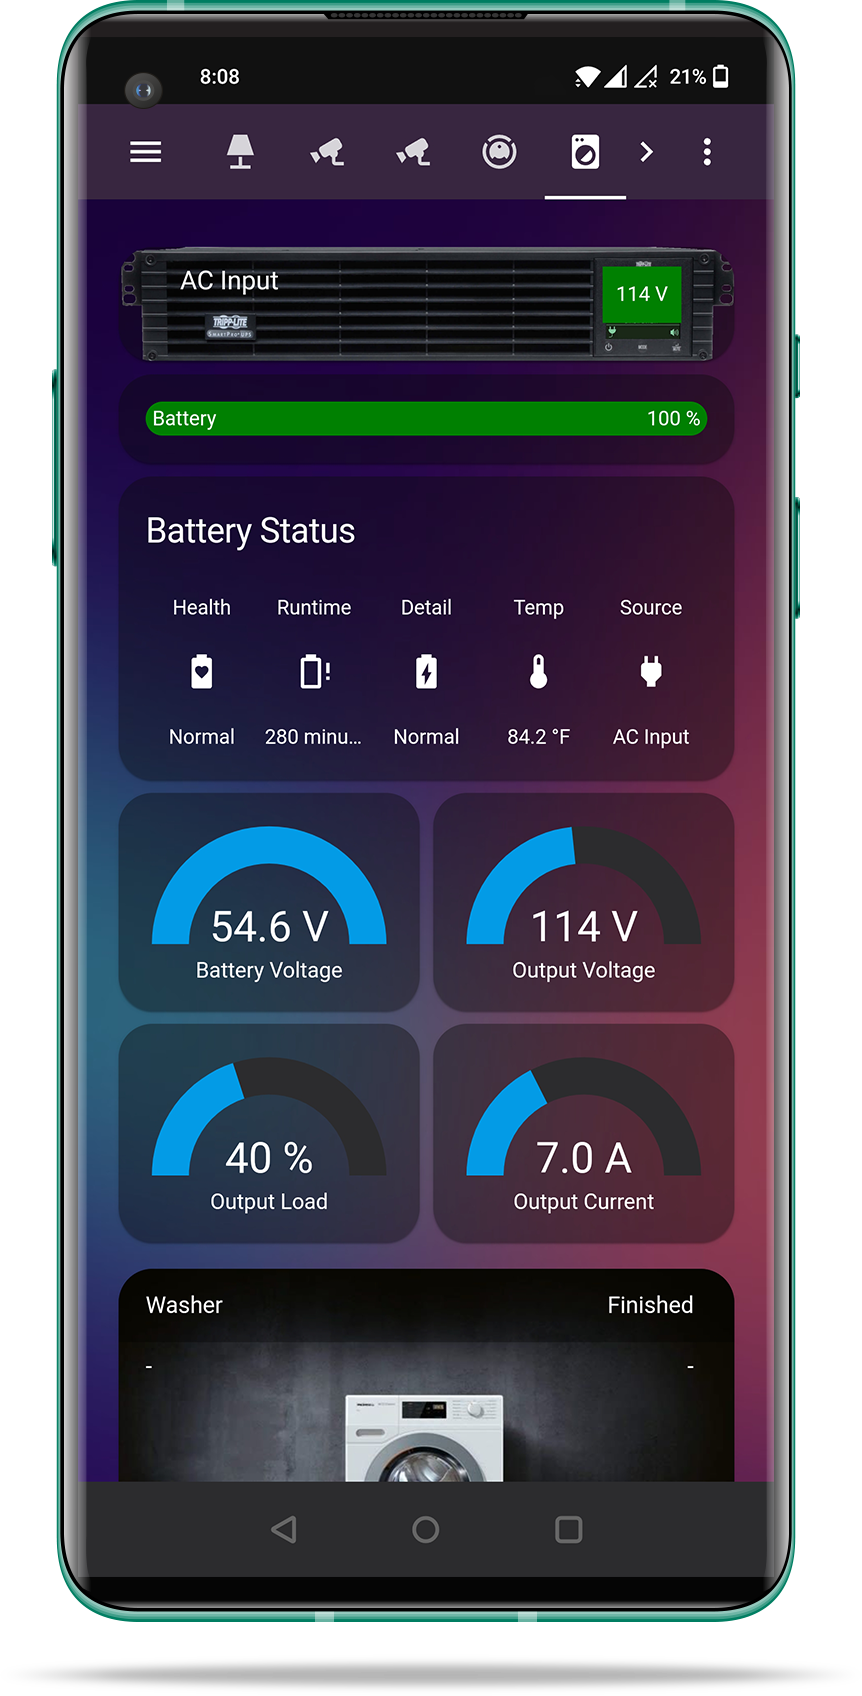 8:08
21%
AC Input
114 V
TRIPP-LITE
SMARTPRO UPS
Battery
100 %
Battery Status
Health Runtime Detail Temp Source
Normal 280 minu... Normal 84.2 °F AC Input
54.6 V
Battery Voltage
114 V
Output Voltage
40 %
Output Load
7.0 A
Output Current
Washer
Finished
-
-